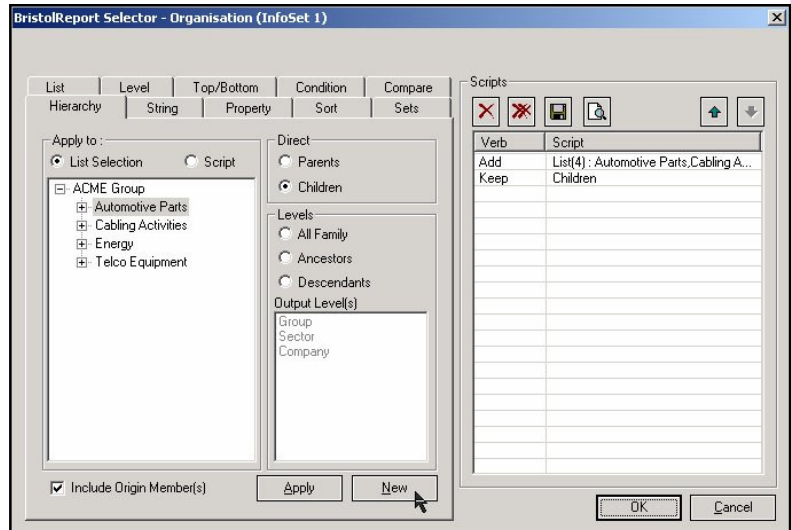 BristolReport Selector - Organisation (InfoSet 1)
List Level Top/Bottom Condition Compare
Hierarchy String Property Sort Sets
Apply to :
List Selection Script
ACME Group
Automotive Parts
Cabling Activities
Energy
Telco Equipment
Include Origin Member(s)
Direct
Parents
Children
Levels
All Family
Ancestors
Descendants
Output Level(s)
Group
Sector
Company
Apply New
Scripts
Verb Script
Add List(4) : Automotive Parts,Cabling A...
Keep Children
OK Cancel